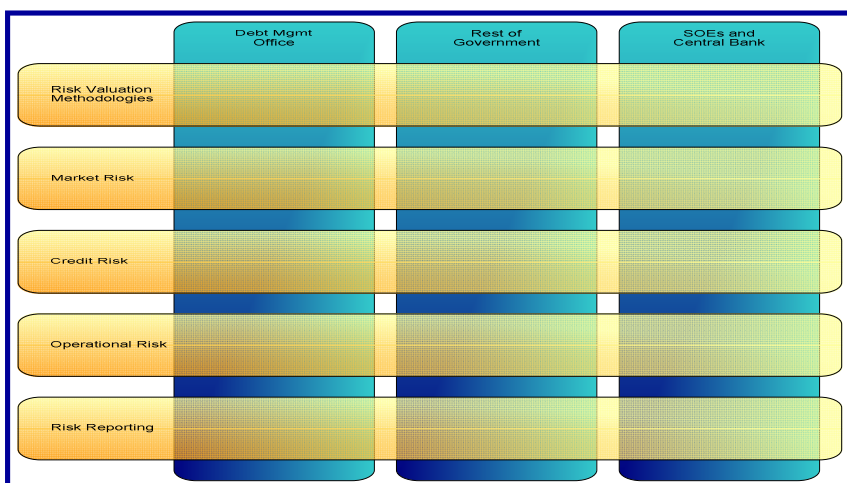 Debt Mgmt
Office
Rest of
Government
SOEs and
Central Bank
Risk Valuation
Methodologies
Market Risk
Credit Risk
Operational Risk
Risk Reporting